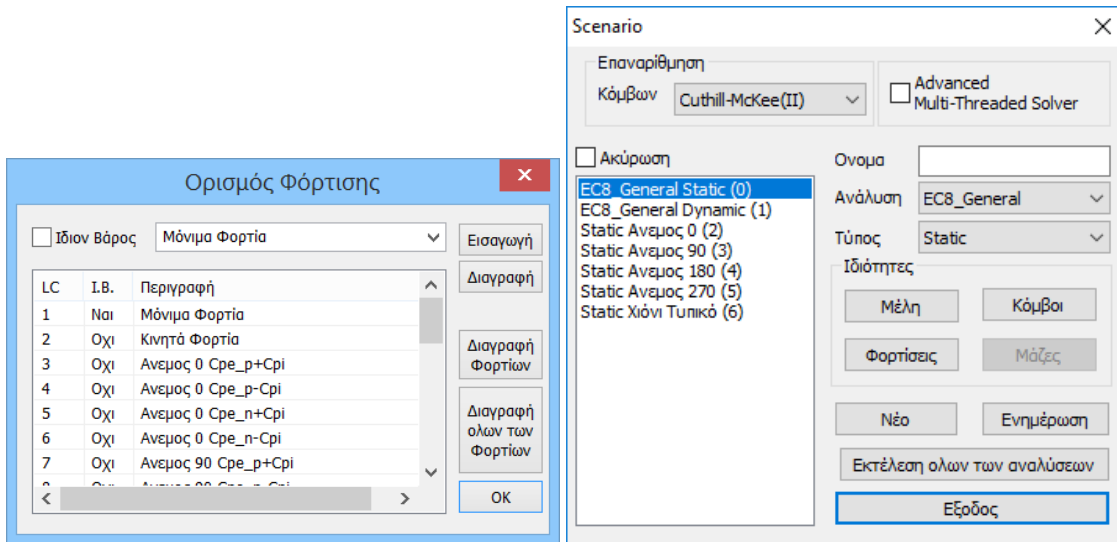 Ορισμός Φόρτισης
Ιδιον Βάρος
Μόνιμα Φορτία
Εισαγωγή
Διαγραφή
LC Ι.Β. Περιγραφή
1 Ναι Μόνιμα Φορτία
2 Οχι Κινητά Φορτία
3 Οχι Ανεμος 0 Cpe_p+Cpi
4 Οχι Ανεμος 0 Cpe_p-Cpi
5 Οχι Ανεμος 0 Cpe_n+Cpi
6 Οχι Ανεμος 0 Cpe_n-Cpi
7 Οχι Ανεμος 90 Cpe_p+Cpi
Διαγραφή
Φορτίων
Διαγραφή
ολων των
Φορτίων
OK
Scenario
Επαναρίθμηση
Κόμβων
Cuthill-McKee(II)
Advanced
Multi-Threaded Solver
Ακύρωση
EC8_General Static (0)
EC8_General Dynamic (1)
Static Ανεμος 0 (2)
Static Ανεμος 90 (3)
Static Ανεμος 180 (4)
Static Ανεμος 270 (5)
Static Χιόνι Τυπικό (6)
Ονομα
Ανάλυση EC8_General
Τύπος Static
Ιδιότητες
Μέλη
Κόμβοι
Φορτίσεις
Μάζες
Νέο
Ενημέρωση
Εκτέλεση ολων των αναλύσεων
Εξοδος